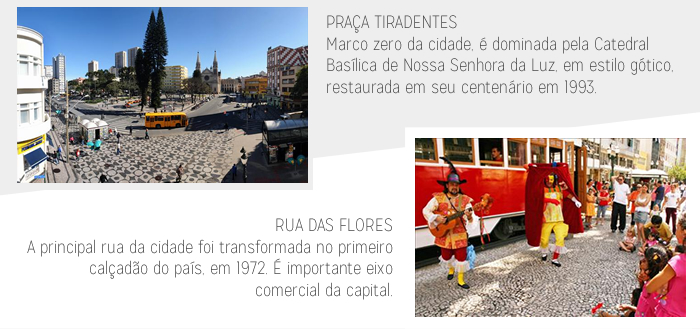 PRAÇA TIRADENTES
Marco zero da cidade, é dominada pela Catedral
Basílica de Nossa Senhora da Luz, em estilo gótico,
restaurada em seu centenário em 1993.
RUA DAS FLORES
A principal rua da cidade foi transformada no primeiro
calçadão do país, em 1972. É importante eixo
comercial da capital.